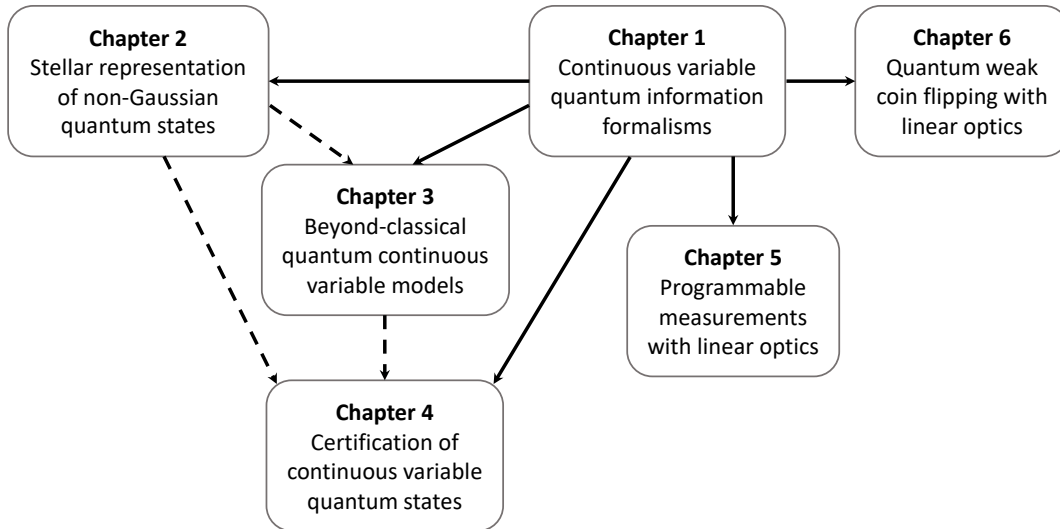 Chapter 2
Stellar representation
of non-Gaussian
quantum states
Chapter 1
Continuous variable
quantum information
formalisms
Chapter 6
Quantum weak
coin flipping with
linear optics
Chapter 3
Beyond-classical
quantum continuous
variable models
Chapter 5
Programmable
measurements
with linear optics
Chapter 4
Certification of
continuous variable
quantum states